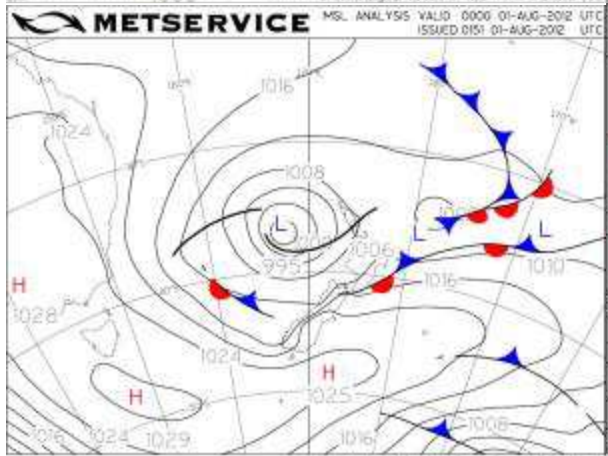 METSERVICE
MSL ANALYSIS VALID 0000 01-AUG-2012 UTC
ISSUED 0151 01-AUG-2012 UTC
1016
1024
1008
L
995
1006
L
L
1010
1016
H
1028
1024
H
1025
H
1029
1016
1024
1016
1008